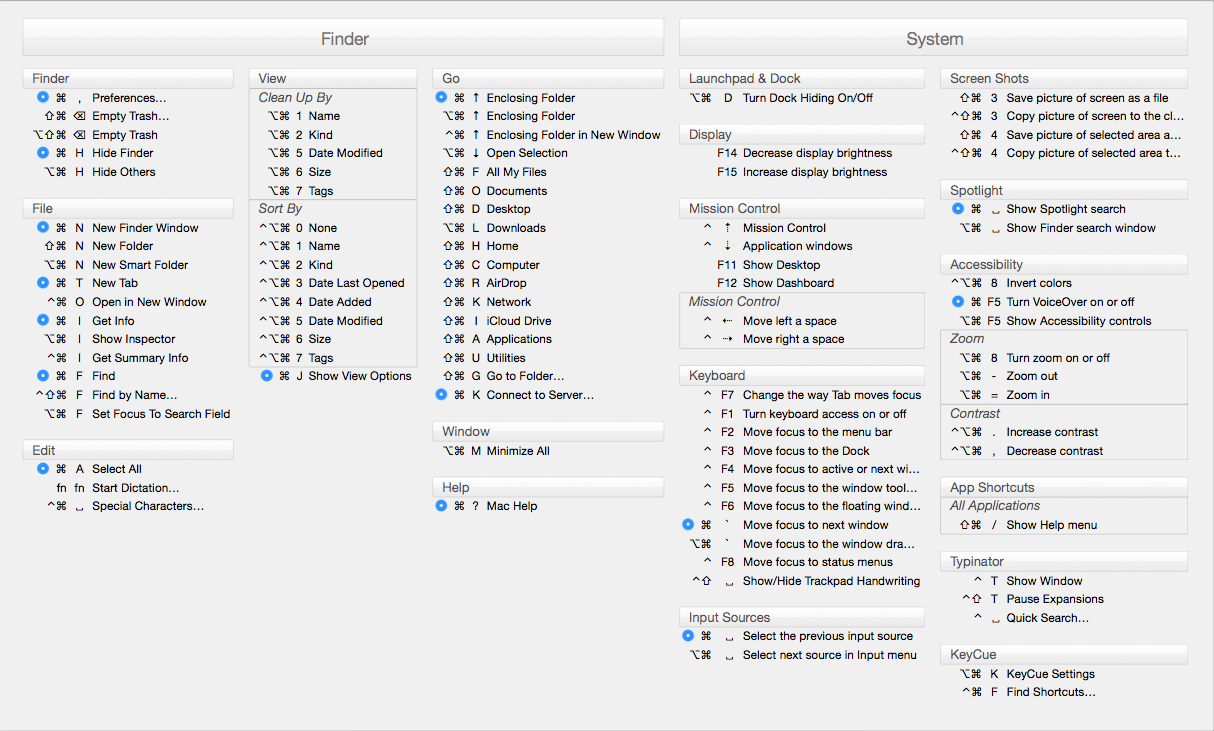 Finder
Finder
⌘ , Preferences…
⇧⌘ ⌫ Empty Trash…
⌥⇧⌘ ⌫ Empty Trash
⌘ H Hide Finder
⌥⌘ H Hide Others
File
⌘ N New Finder Window
⇧⌘ N New Folder
⌥⌘ N New Smart Folder
⌘ T New Tab
^⌘ O Open in New Window
⌘ I Get Info
⌥⌘ I Show Inspector
^⌘ I Get Summary Info
⌘ F Find
^⇧⌘ F Find by Name…
⌥⌘ F Set Focus To Search Field
Edit
⌘ A Select All
fn fn Start Dictation…
^⌘ ␣ Special Characters…
View
Clean Up By
⌥⌘ 1 Name
⌥⌘ 2 Kind
⌥⌘ 5 Date Modified
⌥⌘ 6 Size
⌥⌘ 7 Tags
Sort By
^⌥⌘ 0 None
^⌥⌘ 1 Name
^⌥⌘ 2 Kind
^⌥⌘ 3 Date Last Opened
^⌥⌘ 4 Date Added
^⌥⌘ 5 Date Modified
^⌥⌘ 6 Size
^⌥⌘ 7 Tags
⌘ J Show View Options
Go
⌘ ↑ Enclosing Folder
⌥⌘ ↑ Enclosing Folder
^⌘ ↑ Enclosing Folder in New Window
⌥⌘ ↓ Open Selection
⇧⌘ F All My Files
⇧⌘ O Documents
⇧⌘ D Desktop
⌥⌘ L Downloads
⇧⌘ H Home
⇧⌘ C Computer
⇧⌘ R AirDrop
⇧⌘ K Network
⇧⌘ I iCloud Drive
⇧⌘ A Applications
⇧⌘ U Utilities
⇧⌘ G Go to Folder…
⌘ K Connect to Server…
Window
⌥⌘ M Minimize All
Help
⌘ ? Mac Help
System
Launchpad & Dock
⌥⌘ D Turn Dock Hiding On/Off
Display
F14 Decrease display brightness
F15 Increase display brightness
Mission Control
^ ⇡ Mission Control
^ ⇣ Application windows
F11 Show Desktop
F12 Show Dashboard
Mission Control
^ ⇠ Move left a space
^ ⇢ Move right a space
Keyboard
^ F7 Change the way Tab moves focus
^ F1 Turn keyboard access on or off
^ F2 Move focus to the menu bar
^ F3 Move focus to the Dock
^ F4 Move focus to active or next wi...
^ F5 Move focus to the window tool...
^ F6 Move focus to the floating wind...
⌘ ` Move focus to next window
⌥⌘ ` Move focus to the window dra...
^ F8 Move focus to status menus
^⇧ ␣ Show/Hide Trackpad Handwriting
Input Sources
⌘ ␣ Select the previous input source
⌥⌘ ␣ Select next source in Input menu
Screen Shots
⇧⌘ 3 Save picture of screen as a file
^⇧⌘ 3 Copy picture of screen to the cl...
⇧⌘ 4 Save picture of selected area a...
^⇧⌘ 4 Copy picture of selected area t...
Spotlight
⌘ ␣ Show Spotlight search
⌥⌘ ␣ Show Finder search window
Accessibility
^⌥⌘ 8 Invert colors
⌘ F5 Turn VoiceOver on or off
⌥⌘ F5 Show Accessibility controls
Zoom
⌥⌘ 8 Turn zoom on or off
⌥⌘ - Zoom out
⌥⌘ = Zoom in
Contrast
^⌥⌘ . Increase contrast
^⌥⌘ , Decrease contrast
App Shortcuts
All Applications
⇧⌘ / Show Help menu
Typinator
^ T Show Window
^⇧ T Pause Expansions
^ ␣ Quick Search…
KeyCue
⌥⌘ K KeyCue Settings
^⌘ F Find Shortcuts…